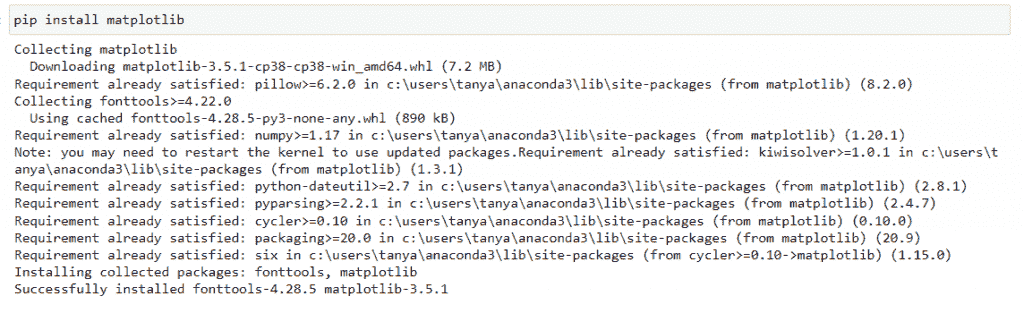 pip install matplotlib
Collecting matplotlib
  Downloading matplotlib-3.5.1-cp38-cp38-win_amd64.whl (7.2 MB)
Requirement already satisfied: pillow>=6.2.0 in c:\users\tanya\anaconda3\lib\site-packages (from matplotlib) (8.2.0)
Collecting fonttools>=4.22.0
  Using cached fonttools-4.28.5-py3-none-any.whl (890 kB)
Requirement already satisfied: numpy>=1.17 in c:\users\tanya\anaconda3\lib\site-packages (from matplotlib) (1.20.1)
Note: you may need to restart the kernel to use updated packages.Requirement already satisfied: kiwisolver>=1.0.1 in c:\users\t
anya\anaconda3\lib\site-packages (from matplotlib) (1.3.1)
Requirement already satisfied: python-dateutil>=2.7 in c:\users\tanya\anaconda3\lib\site-packages (from matplotlib) (2.8.1)
Requirement already satisfied: pyparsing>=2.2.1 in c:\users\tanya\anaconda3\lib\site-packages (from matplotlib) (2.4.7)
Requirement already satisfied: cycler>=0.10 in c:\users\tanya\anaconda3\lib\site-packages (from matplotlib) (0.10.0)
Requirement already satisfied: packaging>=20.0 in c:\users\tanya\anaconda3\lib\site-packages (from matplotlib) (20.9)
Requirement already satisfied: six in c:\users\tanya\anaconda3\lib\site-packages (from cycler>=0.10->matplotlib) (1.15.0)
Installing collected packages: fonttools, matplotlib
Successfully installed fonttools-4.28.5 matplotlib-3.5.1